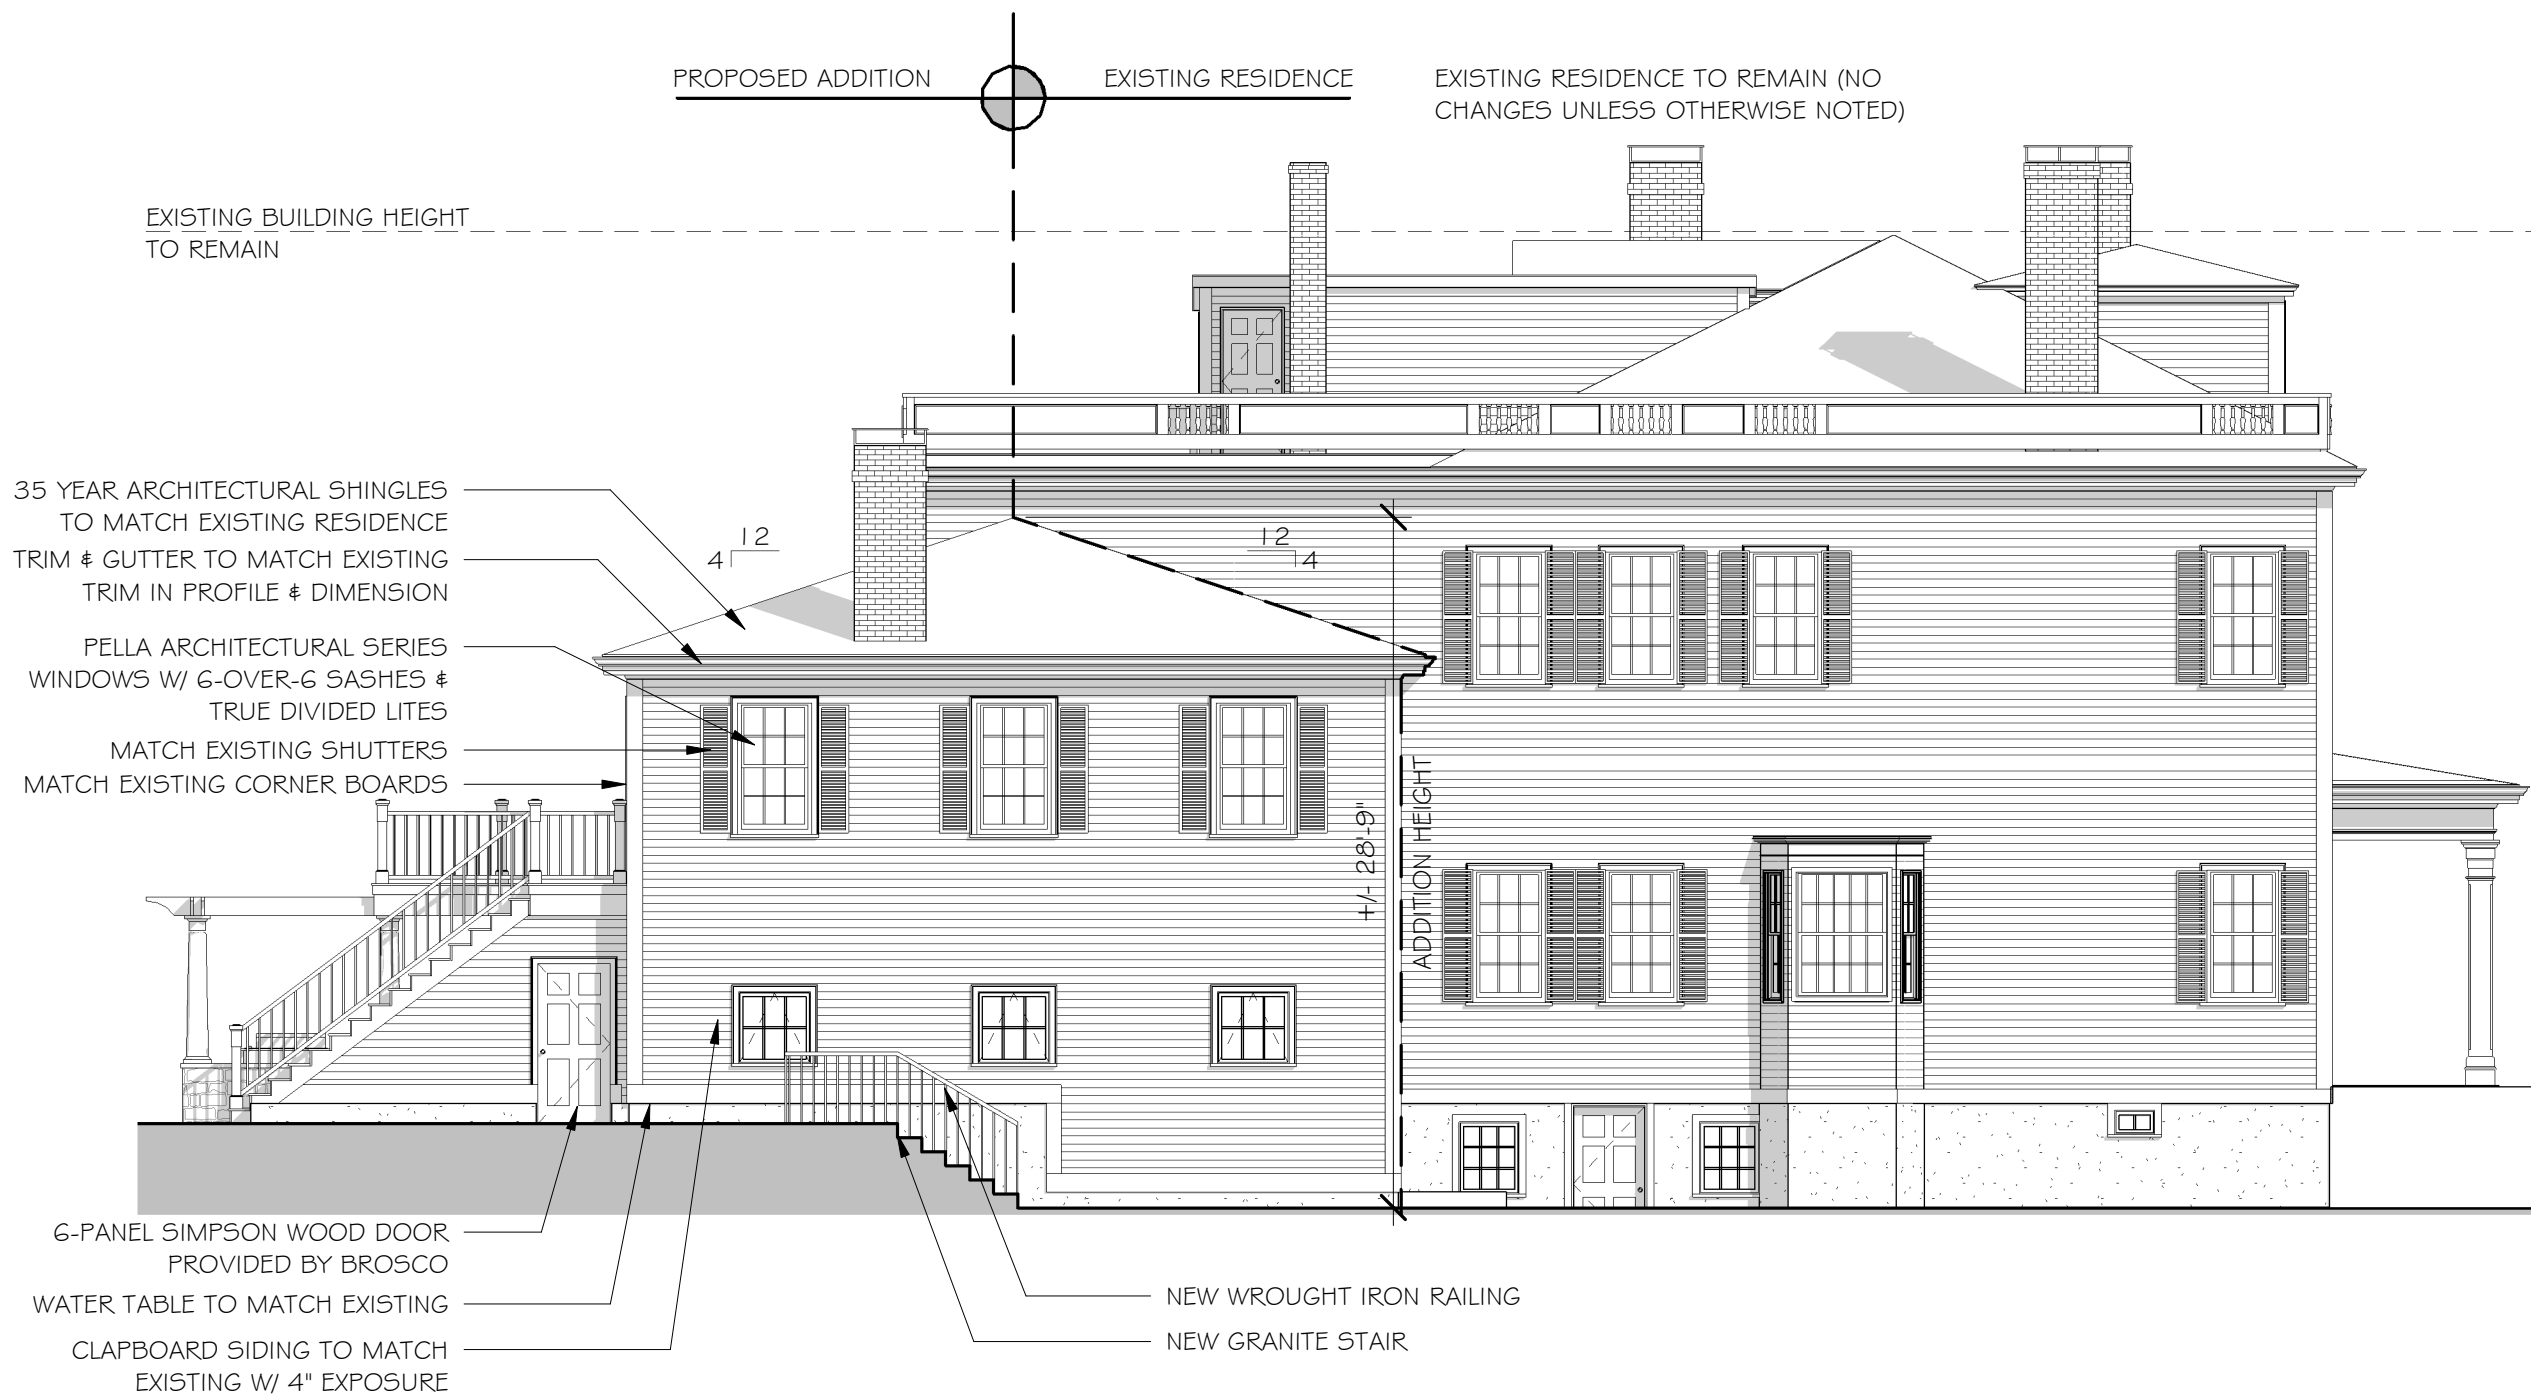 PROPOSED ADDITION
EXISTING RESIDENCE
EXISTING RESIDENCE TO REMAIN (NO
CHANGES UNLESS OTHERWISE NOTED)
EXISTING BUILDING HEIGHT
TO REMAIN
35 YEAR ARCHITECTURAL SHINGLES
TO MATCH EXISTING RESIDENCE
TRIM & GUTTER TO MATCH EXISTING
TRIM IN PROFILE & DIMENSION
PELLA ARCHITECTURAL SERIES
WINDOWS W/ 6-OVER-6 SASHES &
TRUE DIVIDED LITES
MATCH EXISTING SHUTTERS
MATCH EXISTING CORNER BOARDS
12
4
12
4
+/- 28'-9"
ADDITION HEIGHT
6-PANEL SIMPSON WOOD DOOR
PROVIDED BY BROSCO
WATER TABLE TO MATCH EXISTING
CLAPBOARD SIDING TO MATCH
EXISTING W/ 4" EXPOSURE
NEW WROUGHT IRON RAILING
NEW GRANITE STAIR